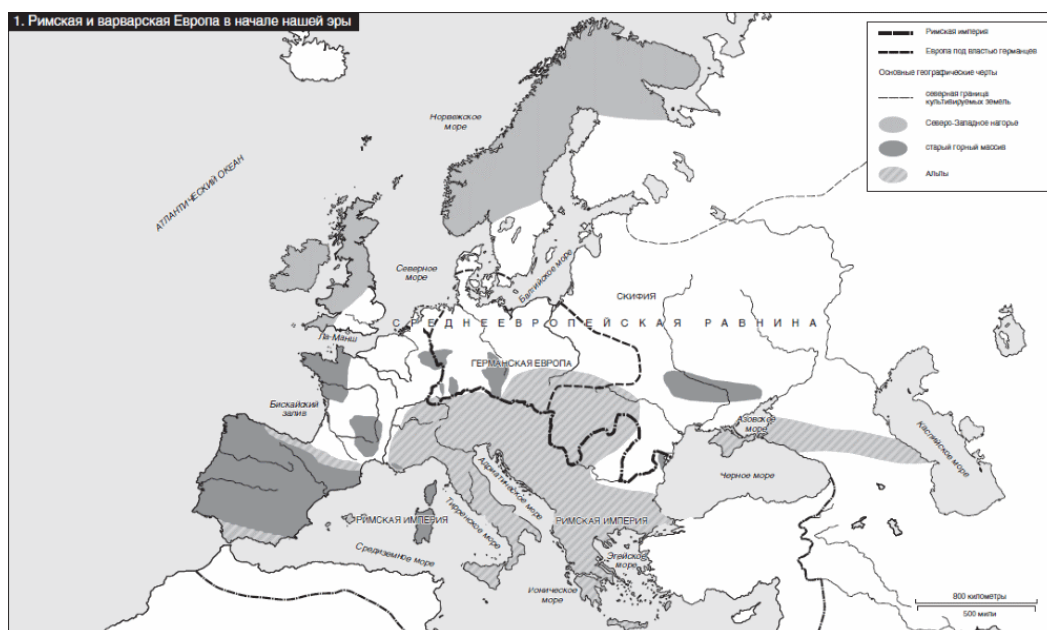 1. Римская и варварская Европа в начале нашей эры
Римская империя
Европа под властью германцев
Основные географические черты
северная граница
культивируемых земель
Северо-Западное нагорье
старый горный массив
Альпы
Норвежское
море
АТЛАНТИЧЕСКИЙ ОКЕАН
Северное
море
Балтийское море
СКИФИЯ
СРЕДНЕЕВРОПЕЙСКАЯ РАВНИНА
Ла-Манш
ГЕРМАНСКАЯ ЕВРОПА
Бискайский
залив
Азовское
море
Каспийское море
Черное море
Адриатическое море
РИМСКАЯ ИМПЕРИЯ
Тирренское море
РИМСКАЯ ИМПЕРИЯ
Средиземное море
Эгейское
море
Ионическое
море
800 километры
500 мили